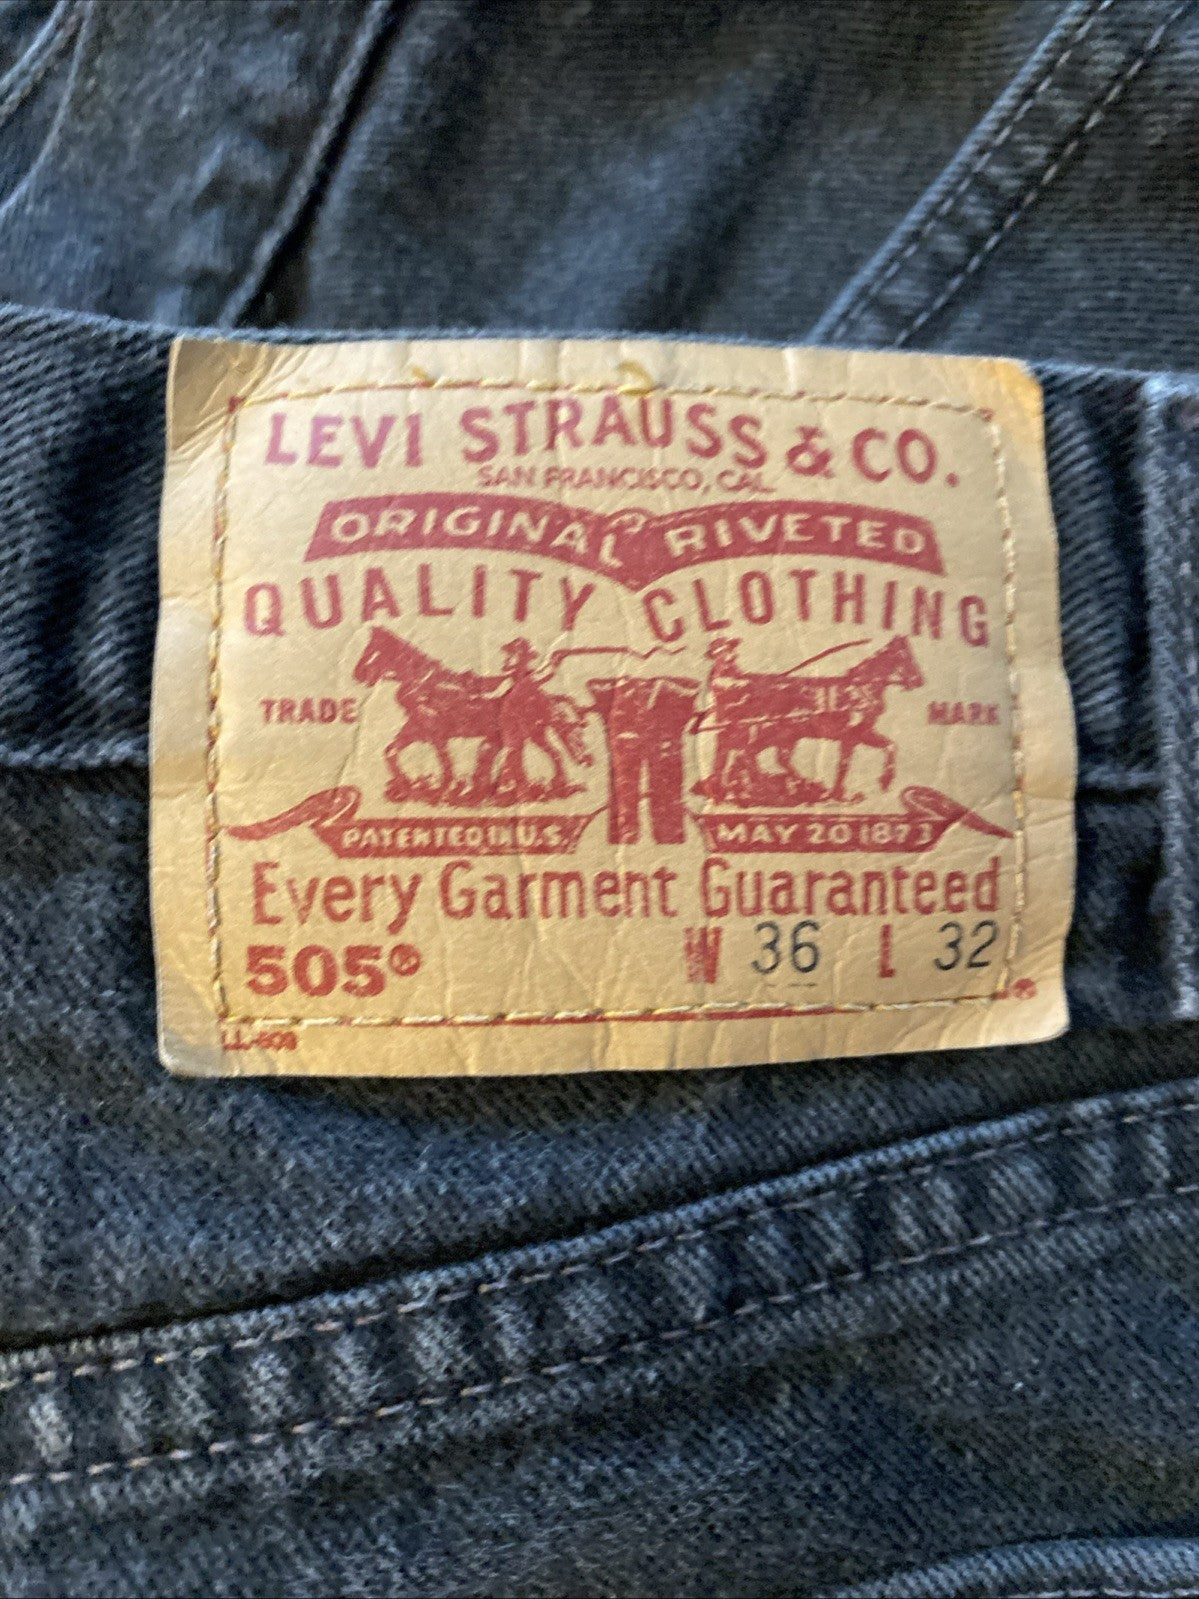 LEVI STRAUSS & CO.
SAN FRANCISCO, CAL.
ORIGINAL RIVETED
QUALITY CLOTHING
TRADE MARK
PATENTED IN U.S. MAY 20 1873
Every Garment Guaranteed
505® W 36 L 32
®